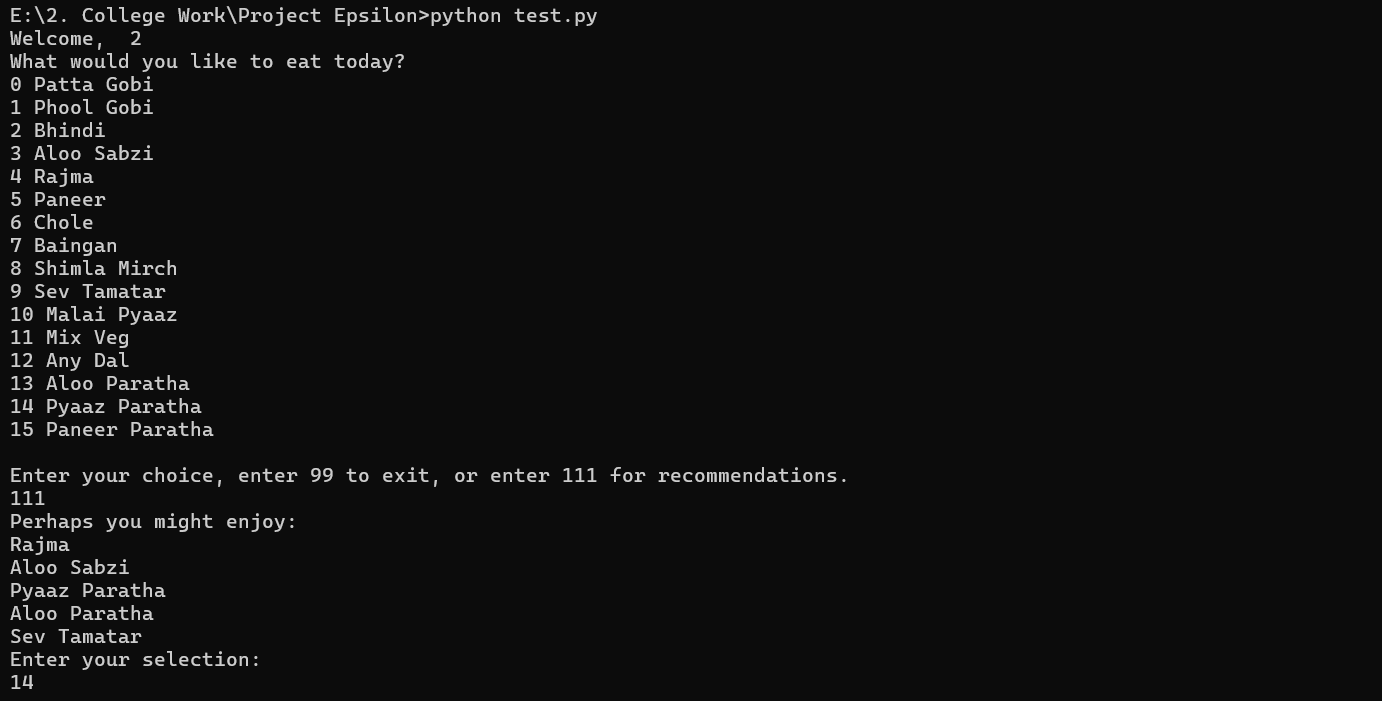 E:\2. College Work\Project Epsilon>python test.py
Welcome,  2
What would you like to eat today?
0 Patta Gobi
1 Phool Gobi
2 Bhindi
3 Aloo Sabzi
4 Rajma
5 Paneer
6 Chole
7 Baingan
8 Shimla Mirch
9 Sev Tamatar
10 Malai Pyaaz
11 Mix Veg
12 Any Dal
13 Aloo Paratha
14 Pyaaz Paratha
15 Paneer Paratha

Enter your choice, enter 99 to exit, or enter 111 for recommendations.
111
Perhaps you might enjoy:
Rajma
Aloo Sabzi
Pyaaz Paratha
Aloo Paratha
Sev Tamatar
Enter your selection:
14